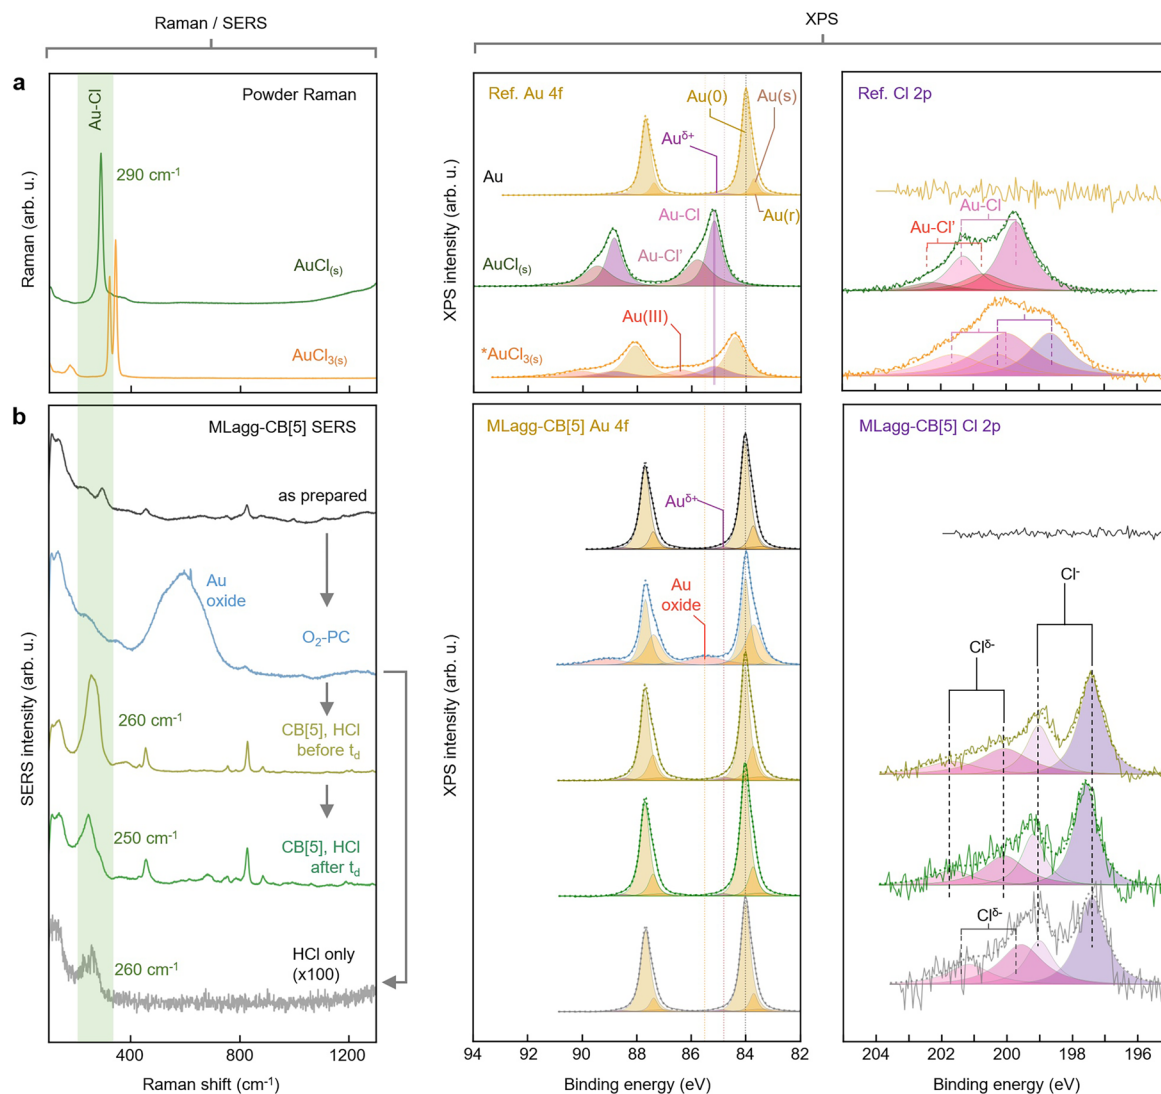 Raman / SERS
XPS
a
Au-Cl
Powder Raman
290 cm-1
AuCl(s)
AuCl3(s)
Raman (arb. u.)
Ref. Au 4f
Au(0)
Au(s)
Auδ+
Au
Au(r)
Au-Cl
Au-Cl’
AuCl(s)
Au(III)
*AuCl3(s)
XPS intensity (arb. u.)
Ref. Cl 2p
Au-Cl
Au-Cl’
b
MLagg-CB[5] SERS
as prepared
Au
oxide
O2-PC
260 cm-1
CB[5], HCl
before td
250 cm-1
CB[5], HCl
after td
HCl only
(x100)
260 cm-1
SERS intensity (arb. u.)
400
800
1200
Raman shift (cm-1)
MLagg-CB[5] Au 4f
Auδ+
Au
oxide
XPS intensity (arb. u.)
94
92
90
88
86
84
82
Binding energy (eV)
MLagg-CB[5] Cl 2p
Cl-
Clδ-
Clδ-
204
202
200
198
196
Binding energy (eV)